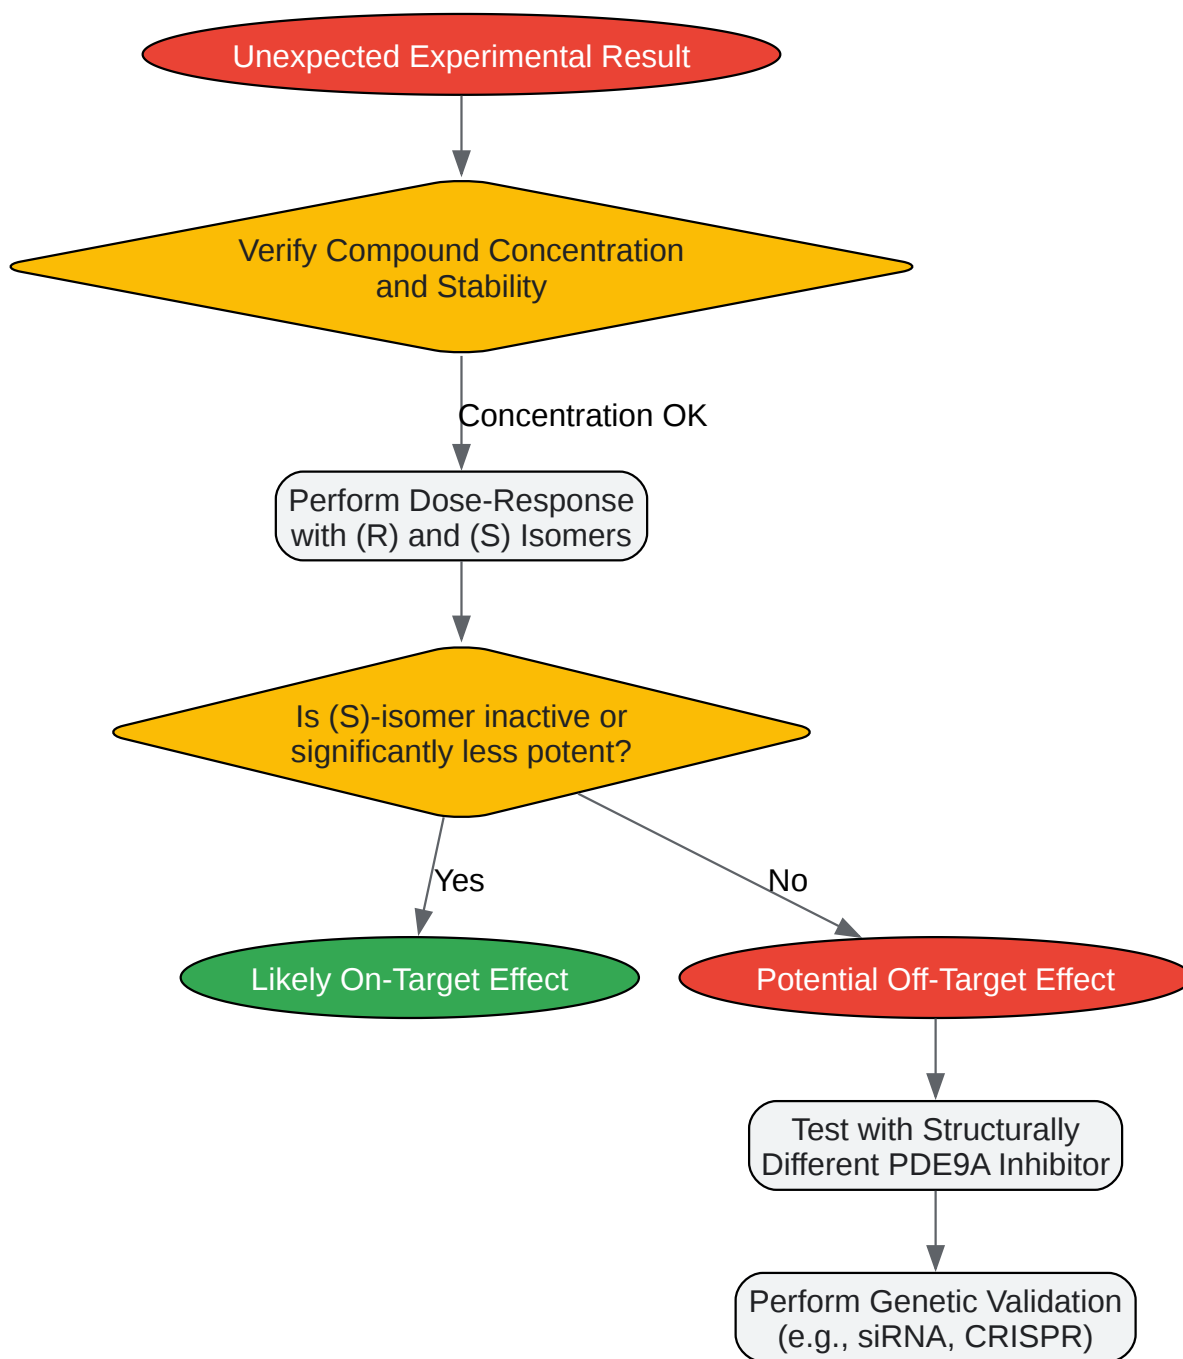 Unexpected Experimental Result
Verify Compound Concentration
and Stability
Concentration OK
Perform Dose-Response
with (R) and (S) Isomers
Is (S)-isomer inactive or
significantly less potent?
Yes
No
Likely On-Target Effect
Potential Off-Target Effect
Test with Structurally
Different PDE9A Inhibitor
Perform Genetic Validation
(e.g., siRNA, CRISPR)